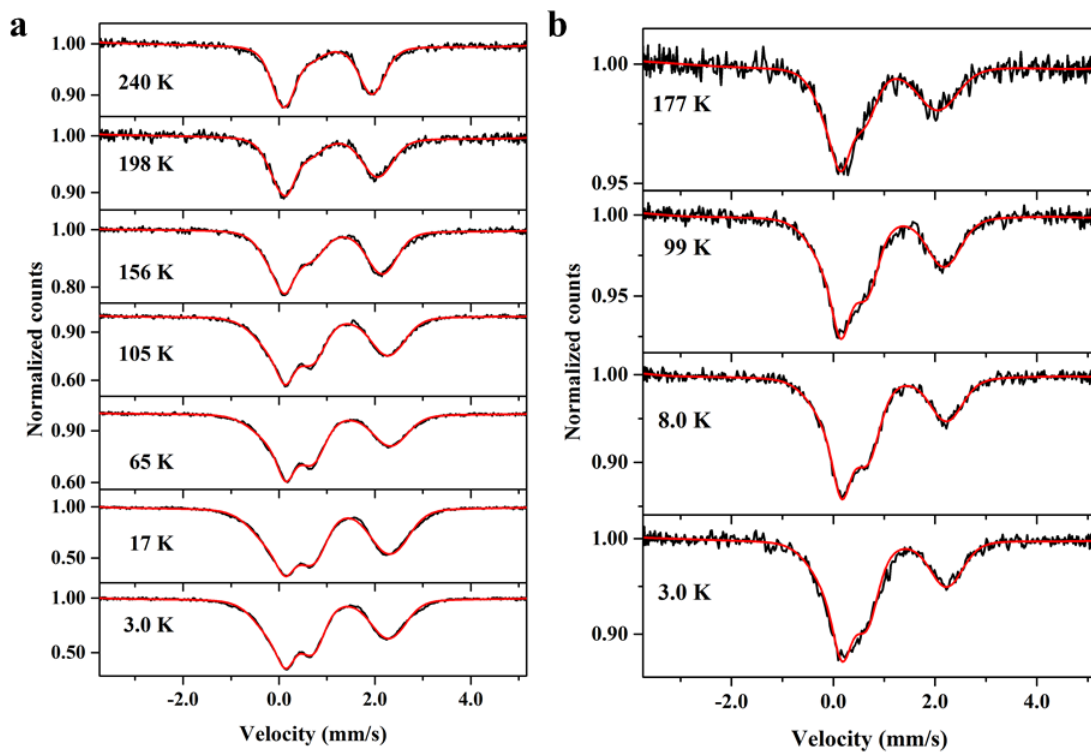 a
1.00
0.90
240 K
1.00
0.90
198 K
1.00
0.80
156 K
0.90
0.60
105 K
0.90
0.60
65 K
1.00
0.50
17 K
1.00
0.50
3.0 K
-2.0 0.0 2.0 4.0
Velocity (mm/s)
Normalized counts
b
1.00
0.95
177 K
1.00
0.95
99 K
1.00
0.90
8.0 K
1.00
0.90
3.0 K
-2.0 0.0 2.0 4.0
Velocity (mm/s)
Normalized counts